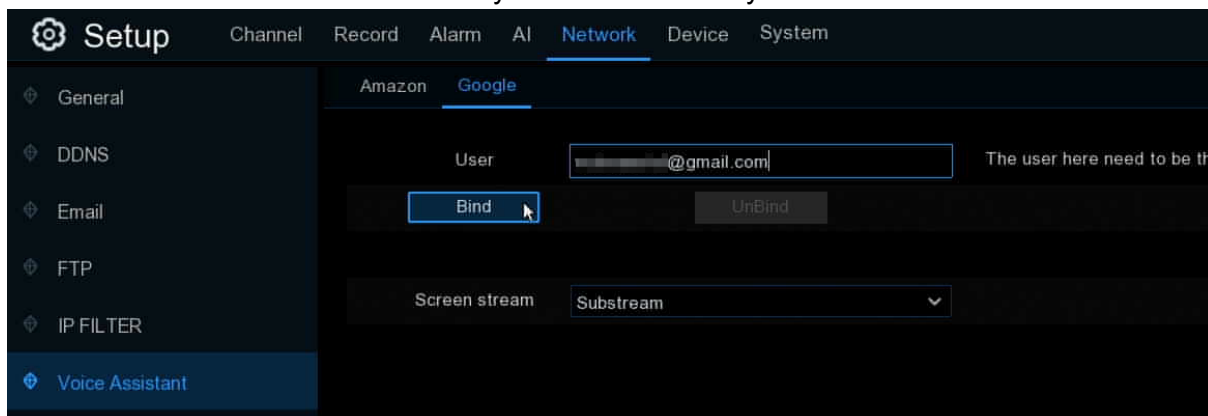 Setup Channel Record Alarm AI Network Device System
General
DDNS
Email
FTP
IP FILTER
Voice Assistant
Amazon Google
User @gmail.com The user here need to be
Bind UnBind
Screen stream Substream